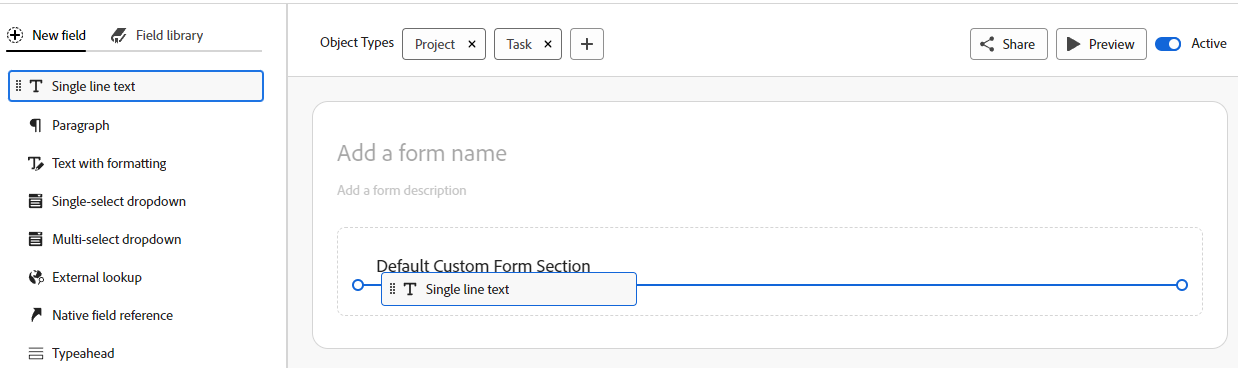 New field
Field library
Single line text
Paragraph
Text with formatting
Single-select dropdown
Multi-select dropdown
External lookup
Native field reference
Typeahead
Object Types
Project
Task
Share
Preview
Active
Add a form name
Add a form description
Default Custom Form Section
Single line text